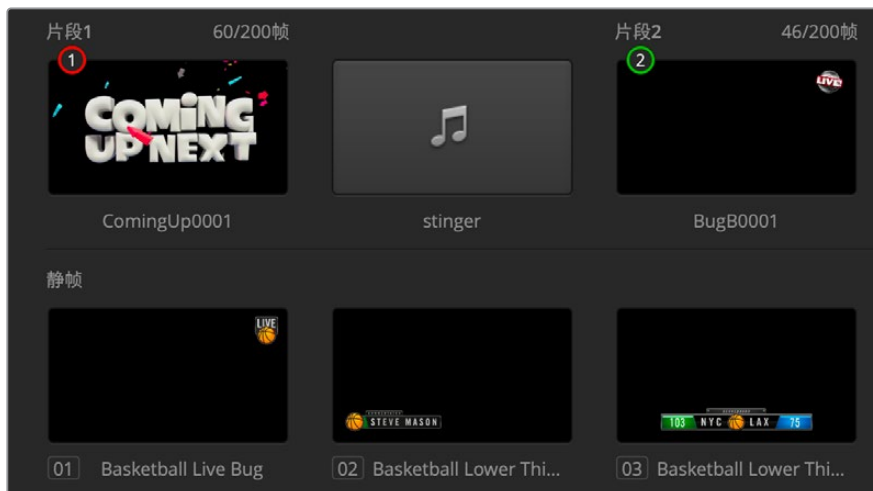 片段1 60/200帧 片段2 46/200帧
1 2
COMING
UP NEXT
LIVE
ComingUp0001 stinger BugB0001
静帧
LIVE
STEVE MASON
103 NYC LAX 75
01 Basketball Live Bug 02 Basketball Lower Thi... 03 Basketball Lower Thi...